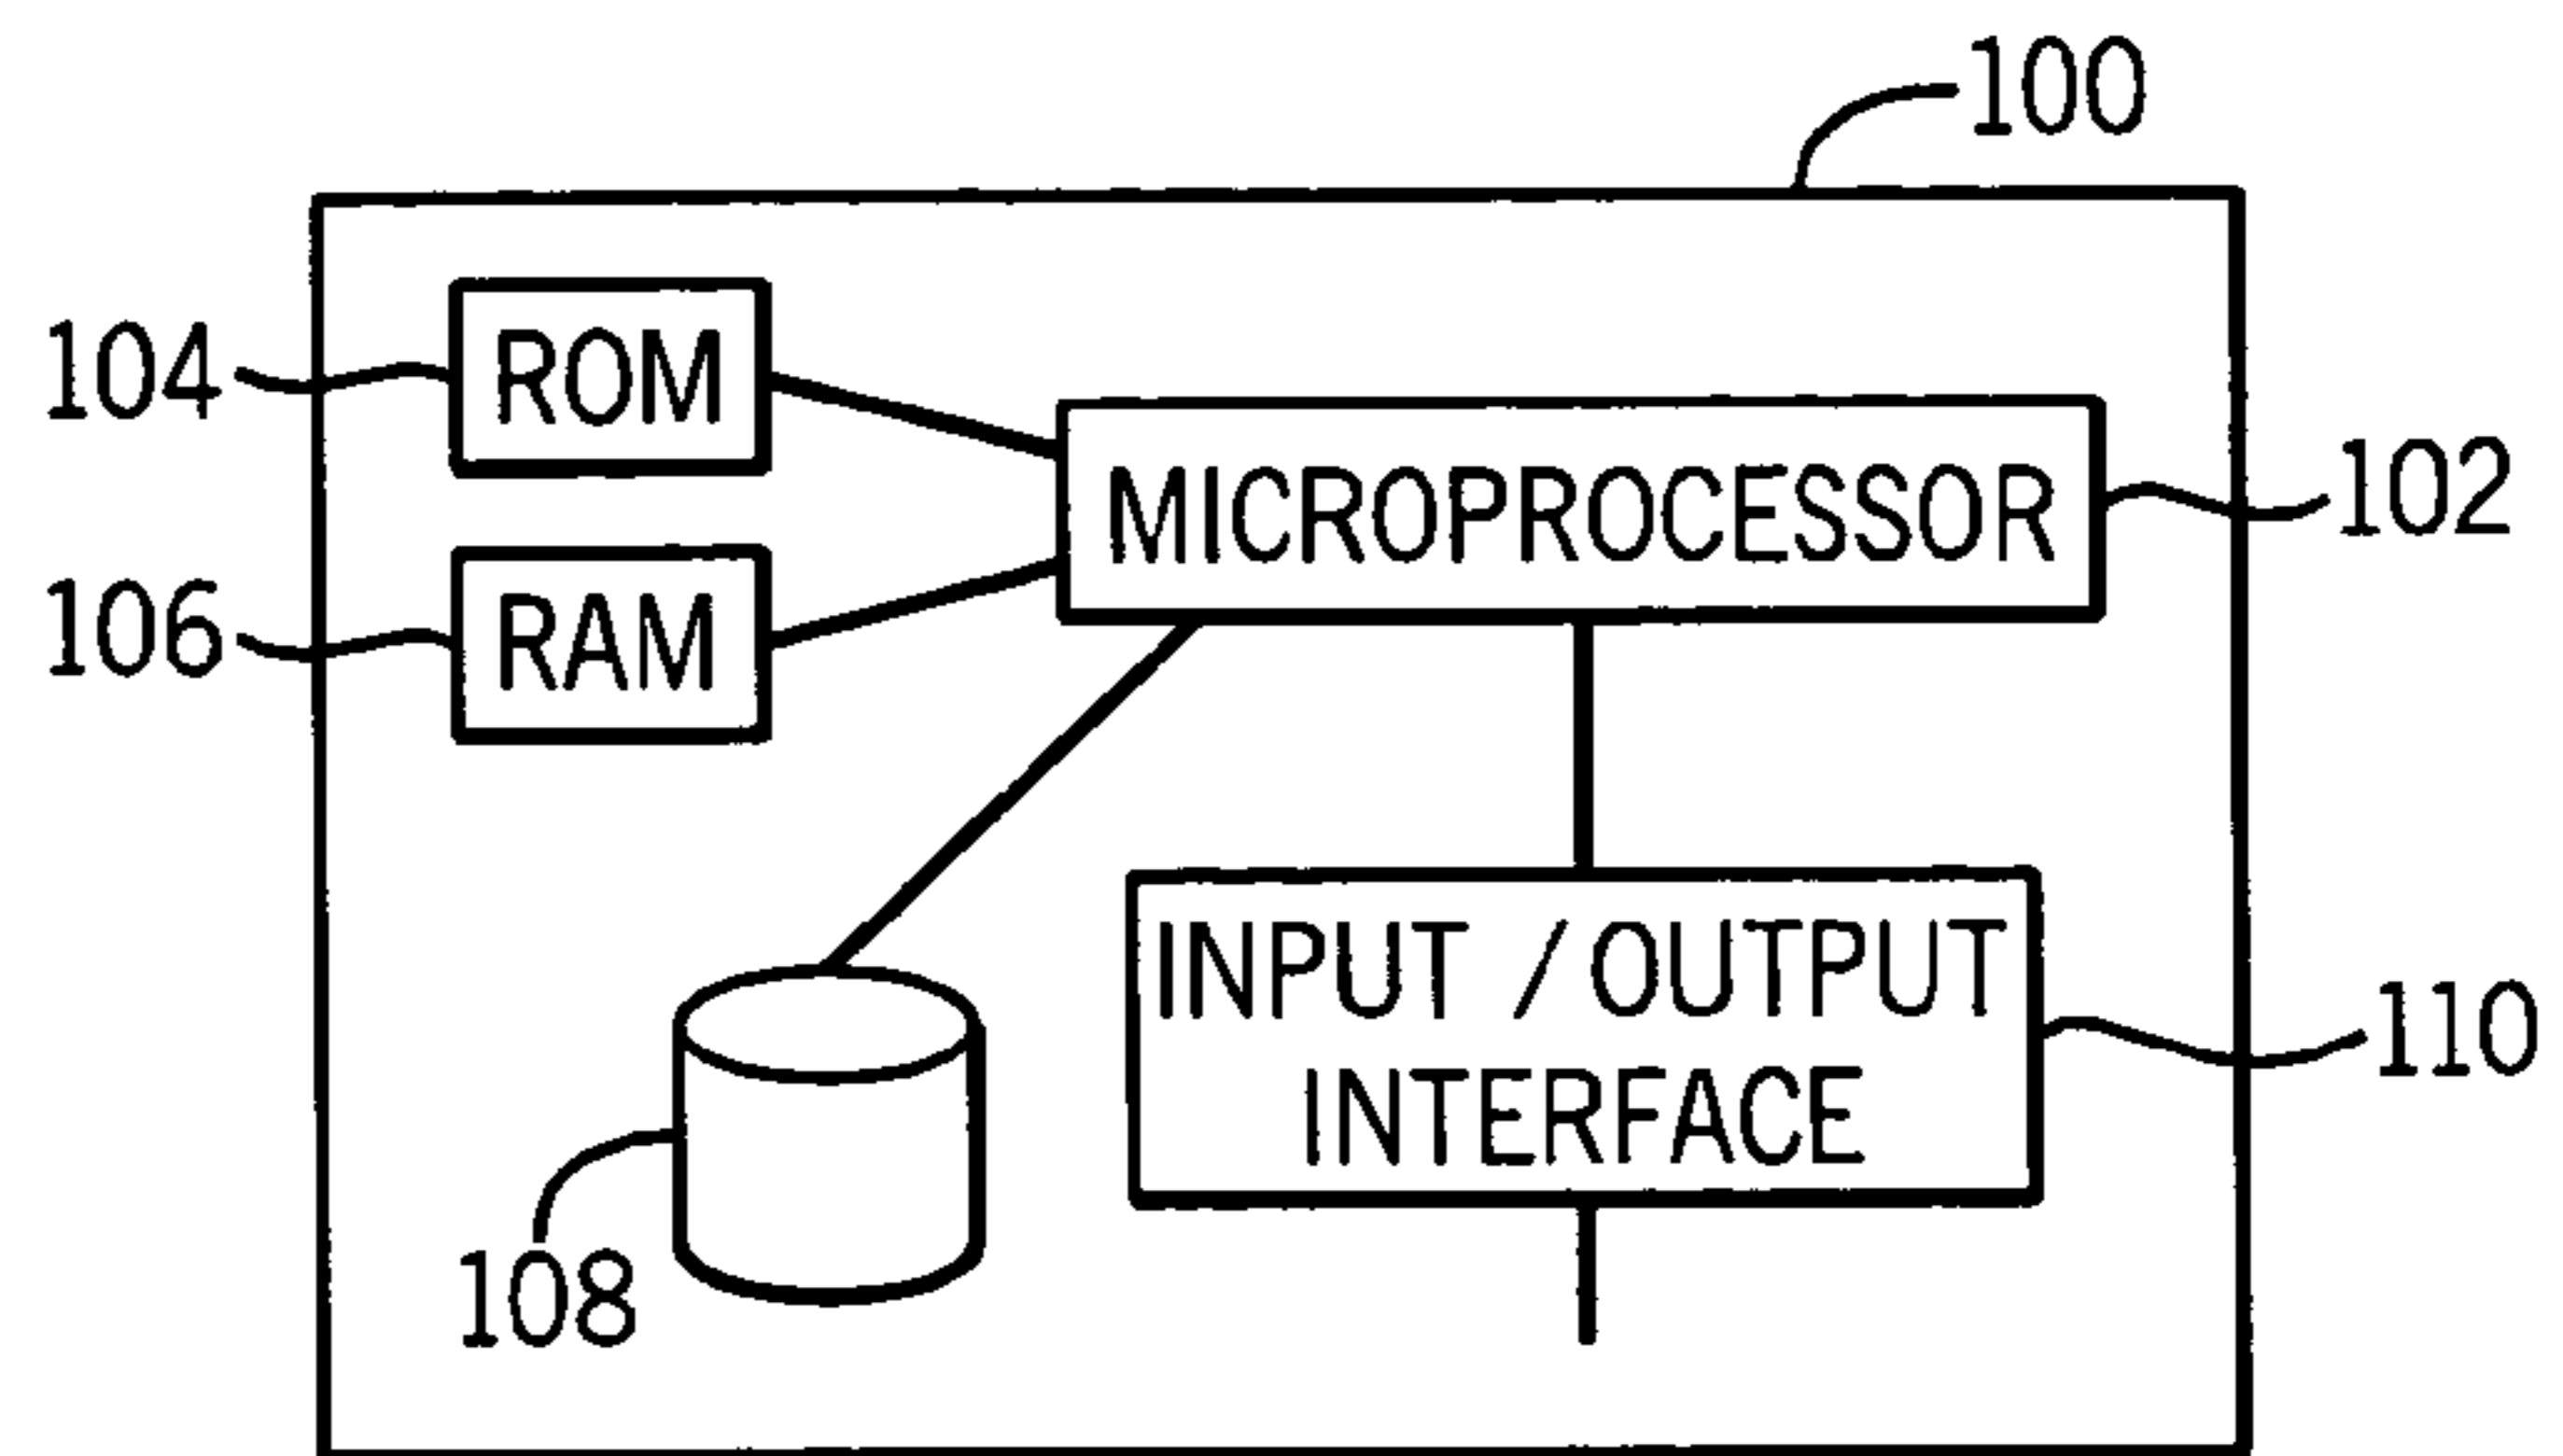 100
104
ROM
MICROPROCESSOR
102
106
RAM
INPUT / OUTPUT
INTERFACE
110
108